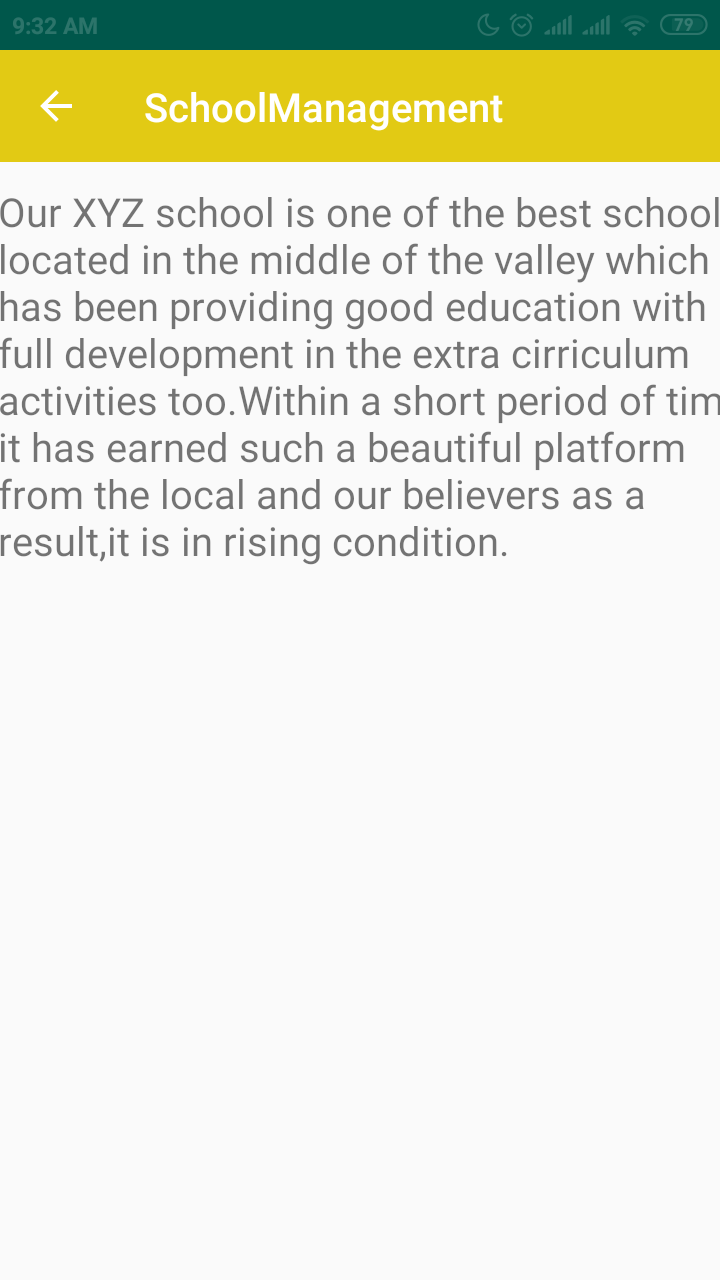 9:32 AM
79
SchoolManagement
Our XYZ school is one of the best school
located in the middle of the valley which
has been providing good education with
full development in the extra cirriculum
activities too.Within a short period of tim
it has earned such a beautiful platform
from the local and our believers as a
result,it is in rising condition.